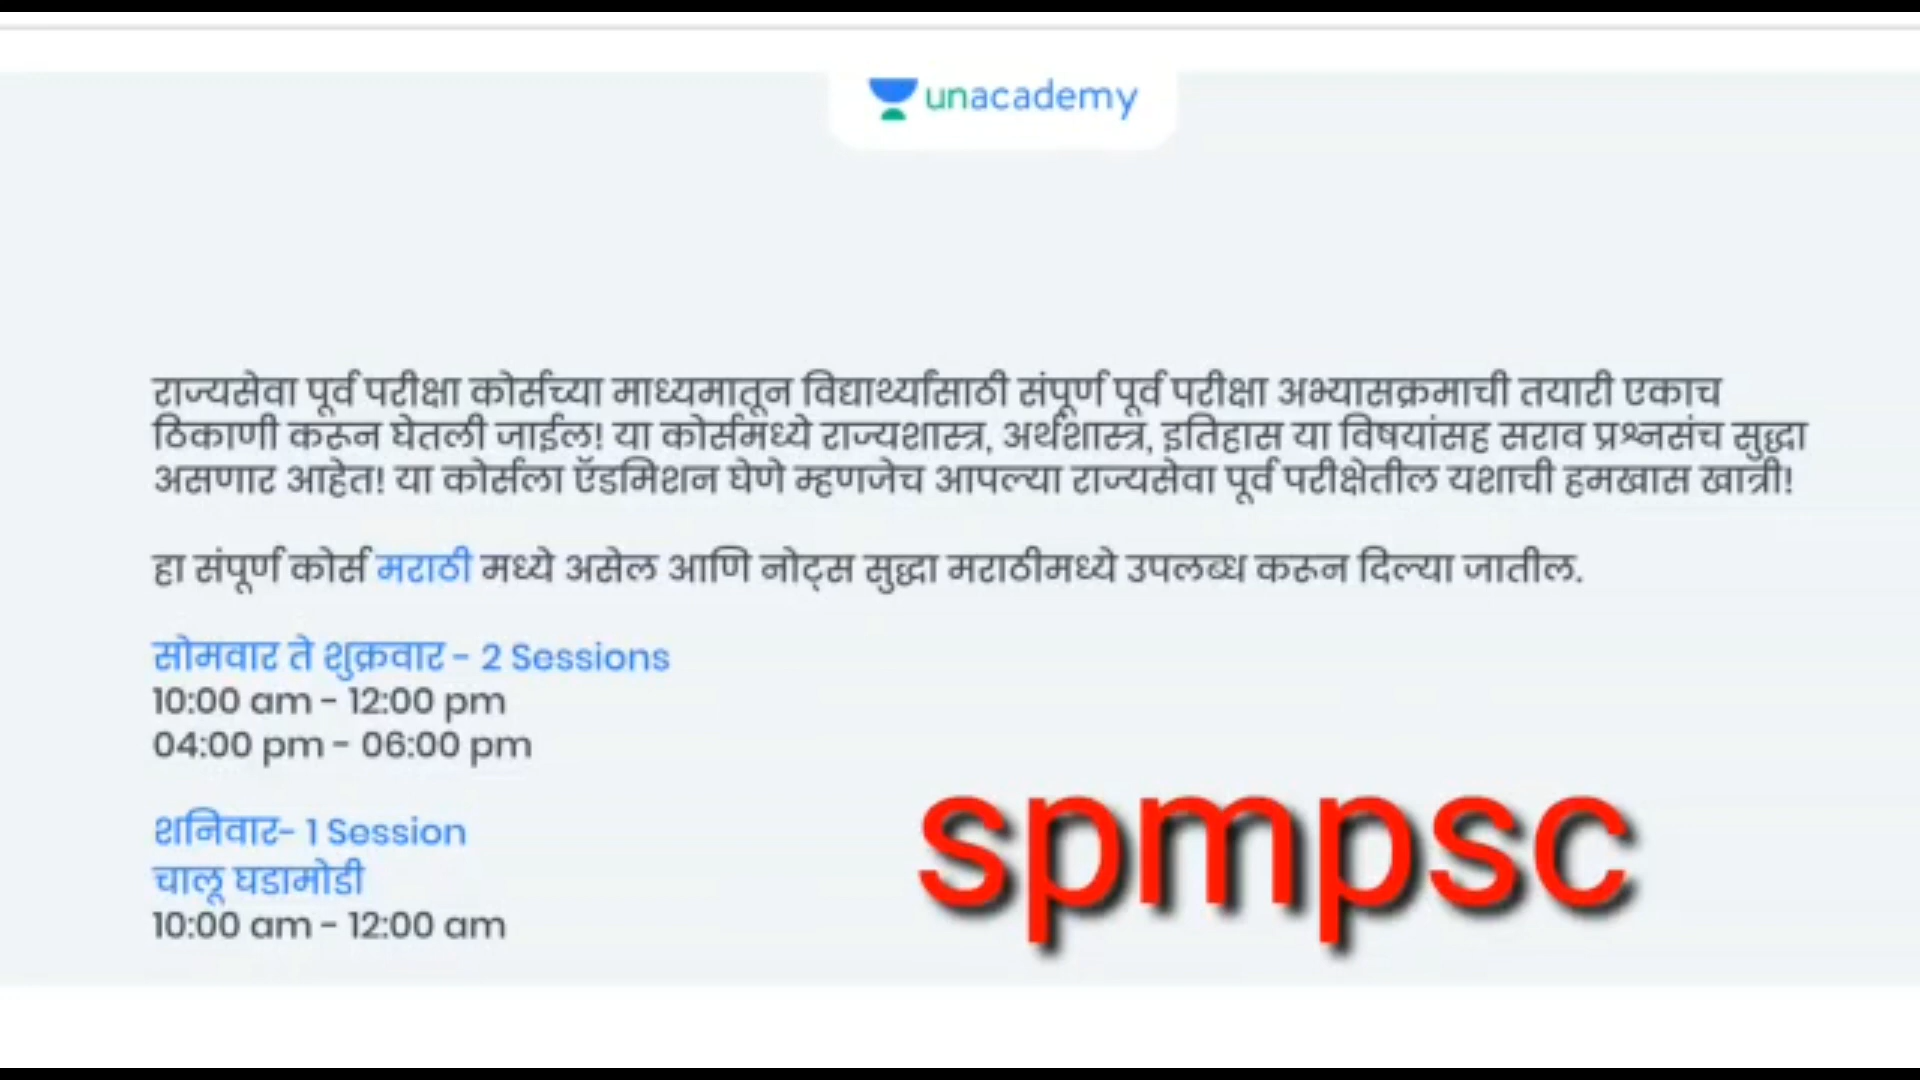 unacademy
राज्यसेवा पूर्व परीक्षा कोर्सच्या माध्यमातून विद्यार्थ्यांसाठी संपूर्ण पूर्व परीक्षा अभ्यासक्रमाची तयारी एकाच
ठिकाणी करून घेतली जाईल! या कोर्समध्ये राज्यशास्त्र, अर्थशास्त्र, इतिहास या विषयांसह सराव प्रश्नसंच सुद्धा
असणार आहेत! या कोर्सला ऍडमिशन घेणे म्हणजेच आपल्या राज्यसेवा पूर्व परीक्षेतील यशाची हमखास खात्री!
हा संपूर्ण कोर्स मराठी मध्ये असेल आणि नोट्स सुद्धा मराठीमध्ये उपलब्ध करून दिल्या जातील.
सोमवार ते शुक्रवार - 2 Sessions
10:00 am - 12:00 pm
04:00 pm - 06:00 pm
शनिवार- 1 Session
चालू घडामोडी
10:00 am - 12:00 am
spmpsc